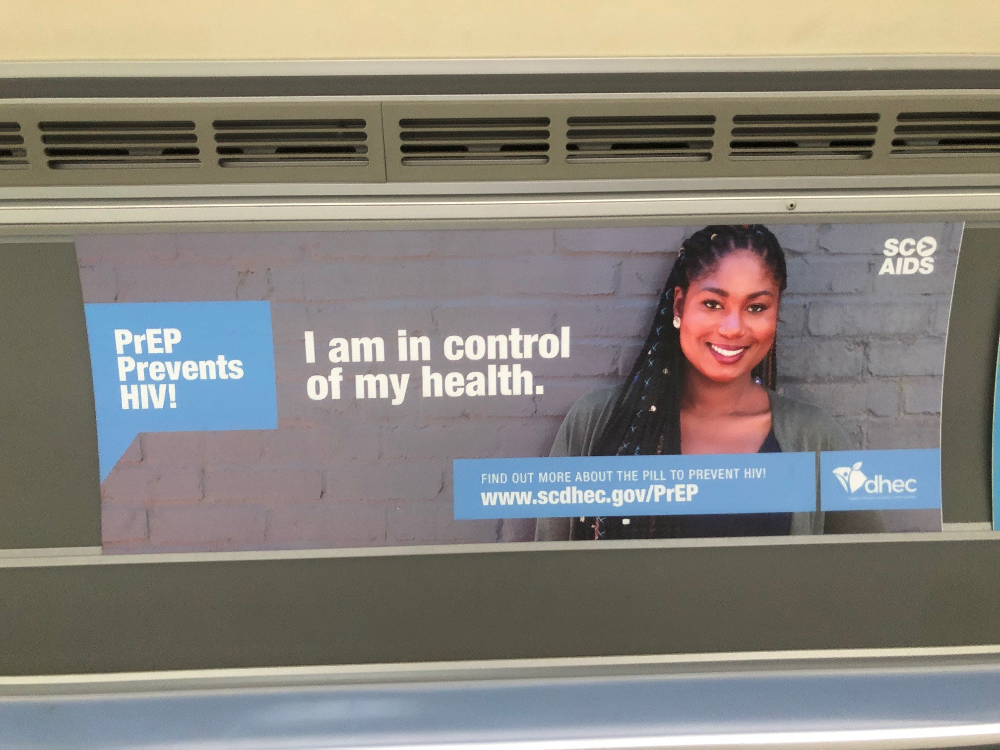 PrEP
Prevents
HIV!
I am in control
of my health.
SC>
AIDS
FIND OUT MORE ABOUT THE PILL TO PREVENT HIV!
www.scdhec.gov/PrEP
dhec